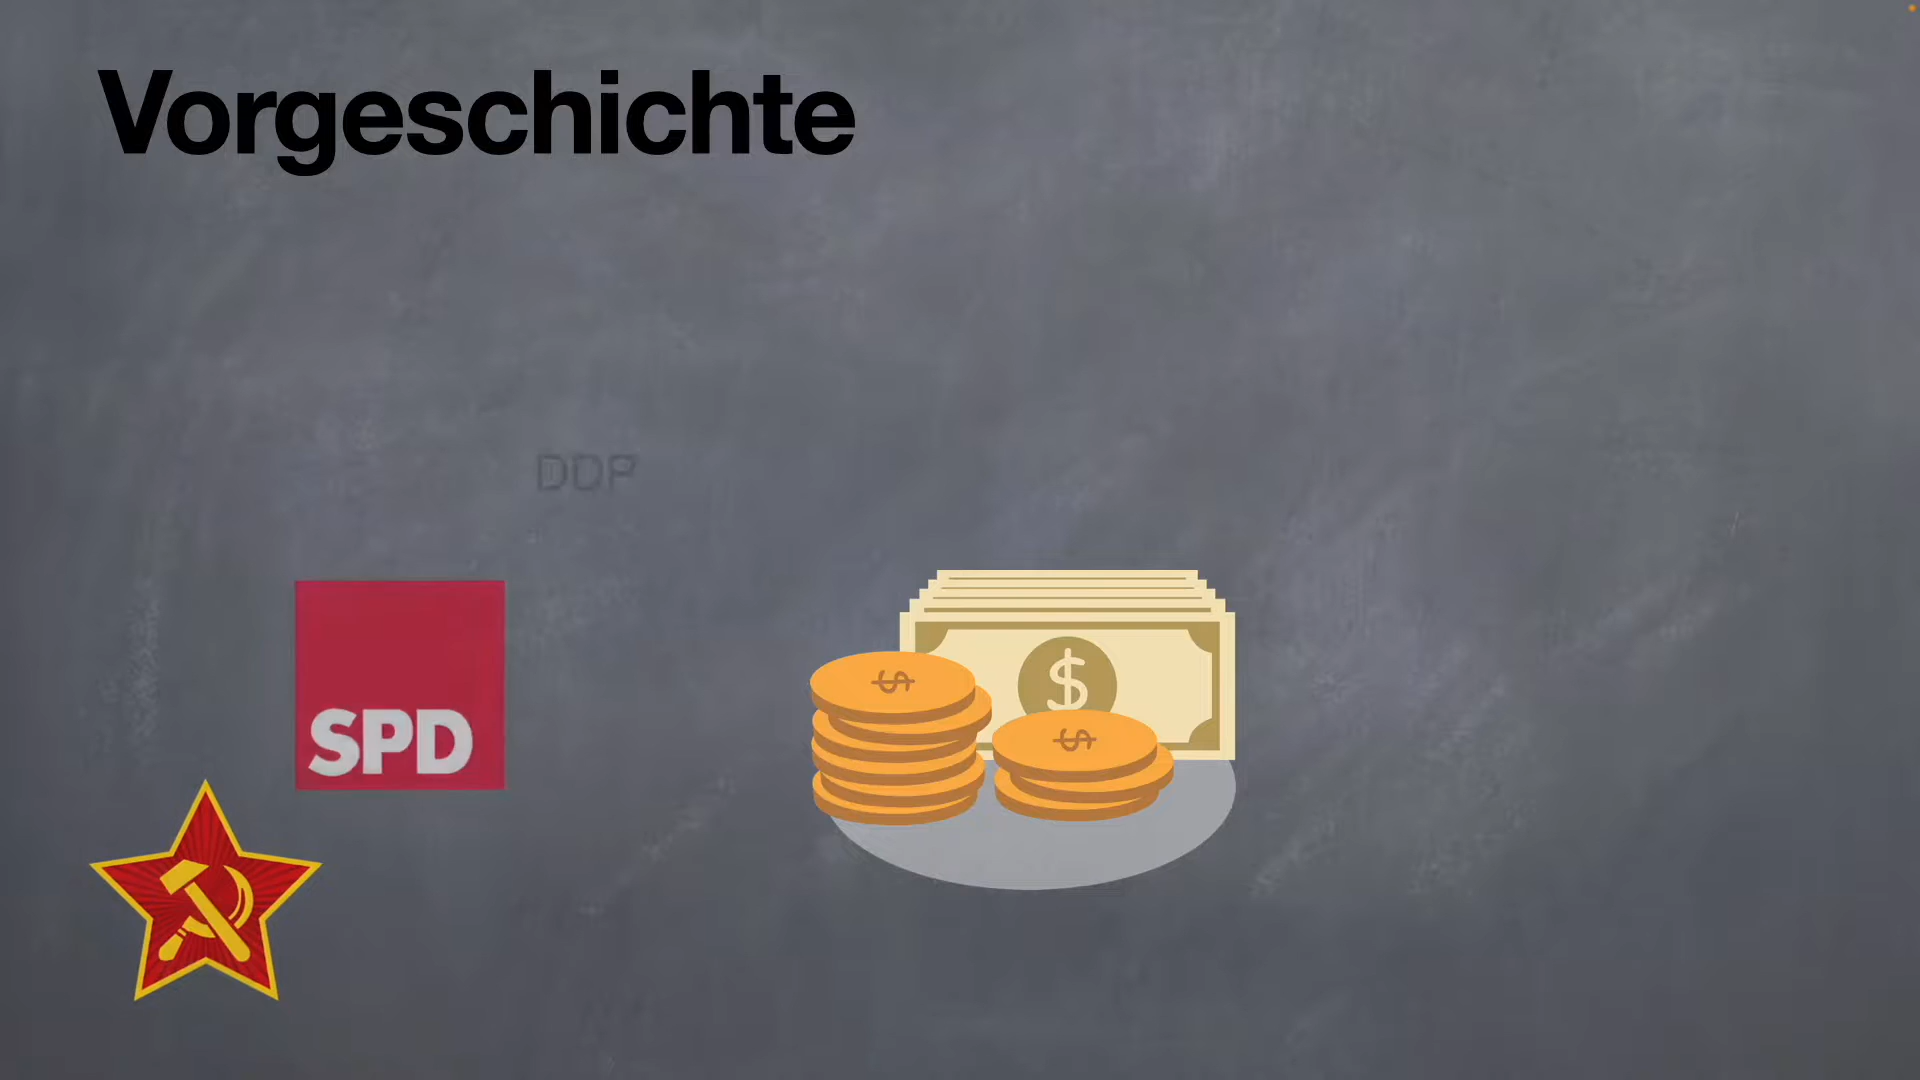 Vorgeschichte
DDP
SPD
$
$
$